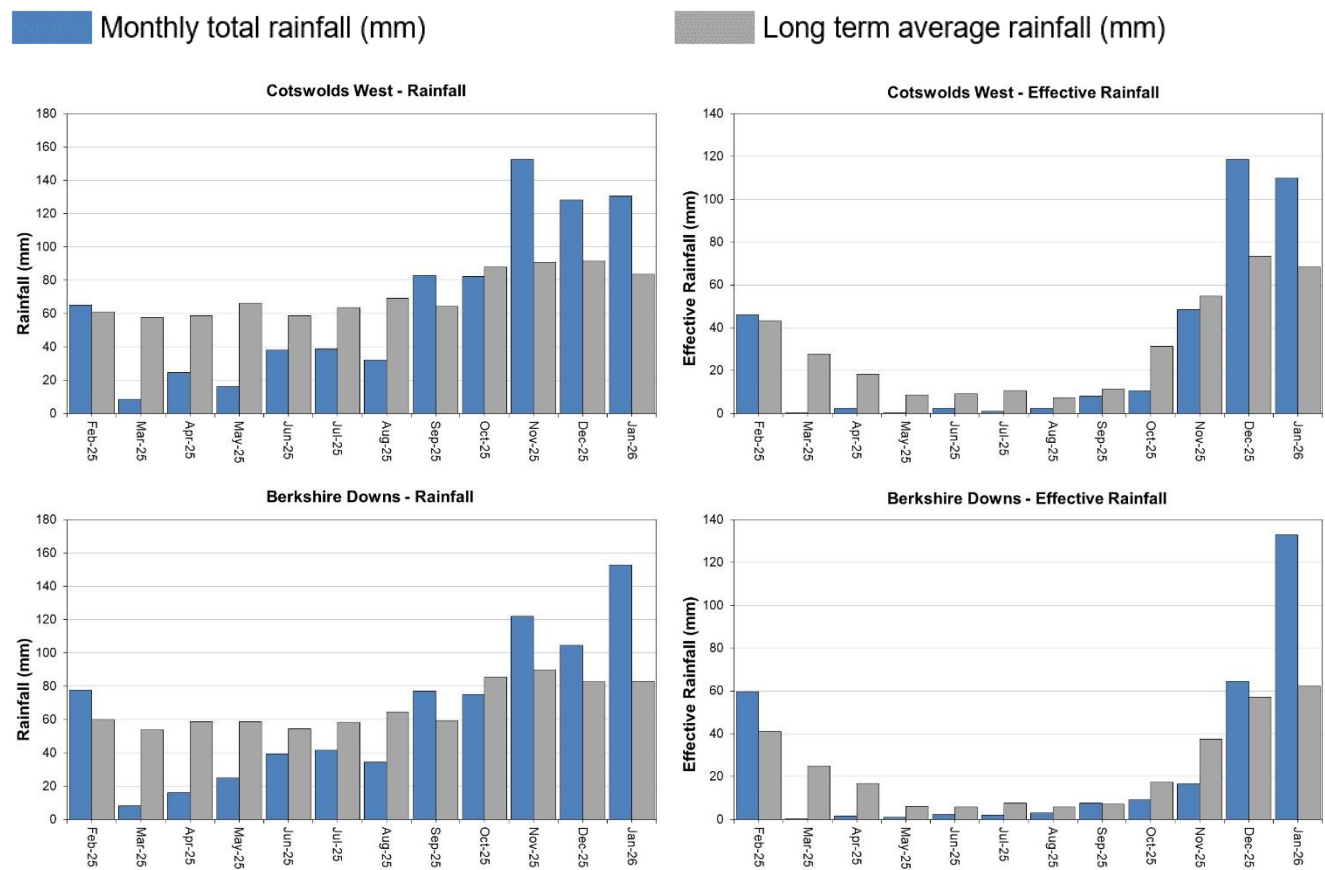 Monthly total rainfall (mm)
Long term average rainfall (mm)
Cotswolds West - Rainfall
Rainfall (mm)
180
160
140
120
100
80
60
40
20
0
Feb-25
Mar-25
Apr-25
May-25
Jun-25
Jul-25
Aug-25
Sep-25
Oct-25
Nov-25
Dec-25
Jan-26
Cotswolds West - Effective Rainfall
Effective Rainfall (mm)
140
120
100
80
60
40
20
0
Feb-25
Mar-25
Apr-25
May-25
Jun-25
Jul-25
Aug-25
Sep-25
Oct-25
Nov-25
Dec-25
Jan-26
Berkshire Downs - Rainfall
Rainfall (mm)
180
160
140
120
100
80
60
40
20
0
Feb-25
Mar-25
Apr-25
May-25
Jun-25
Jul-25
Aug-25
Sep-25
Oct-25
Nov-25
Dec-25
Jan-26
Berkshire Downs - Effective Rainfall
Effective Rainfall (mm)
140
120
100
80
60
40
20
0
Feb-25
Mar-25
Apr-25
May-25
Jun-25
Jul-25
Aug-25
Sep-25
Oct-25
Nov-25
Dec-25
Jan-26